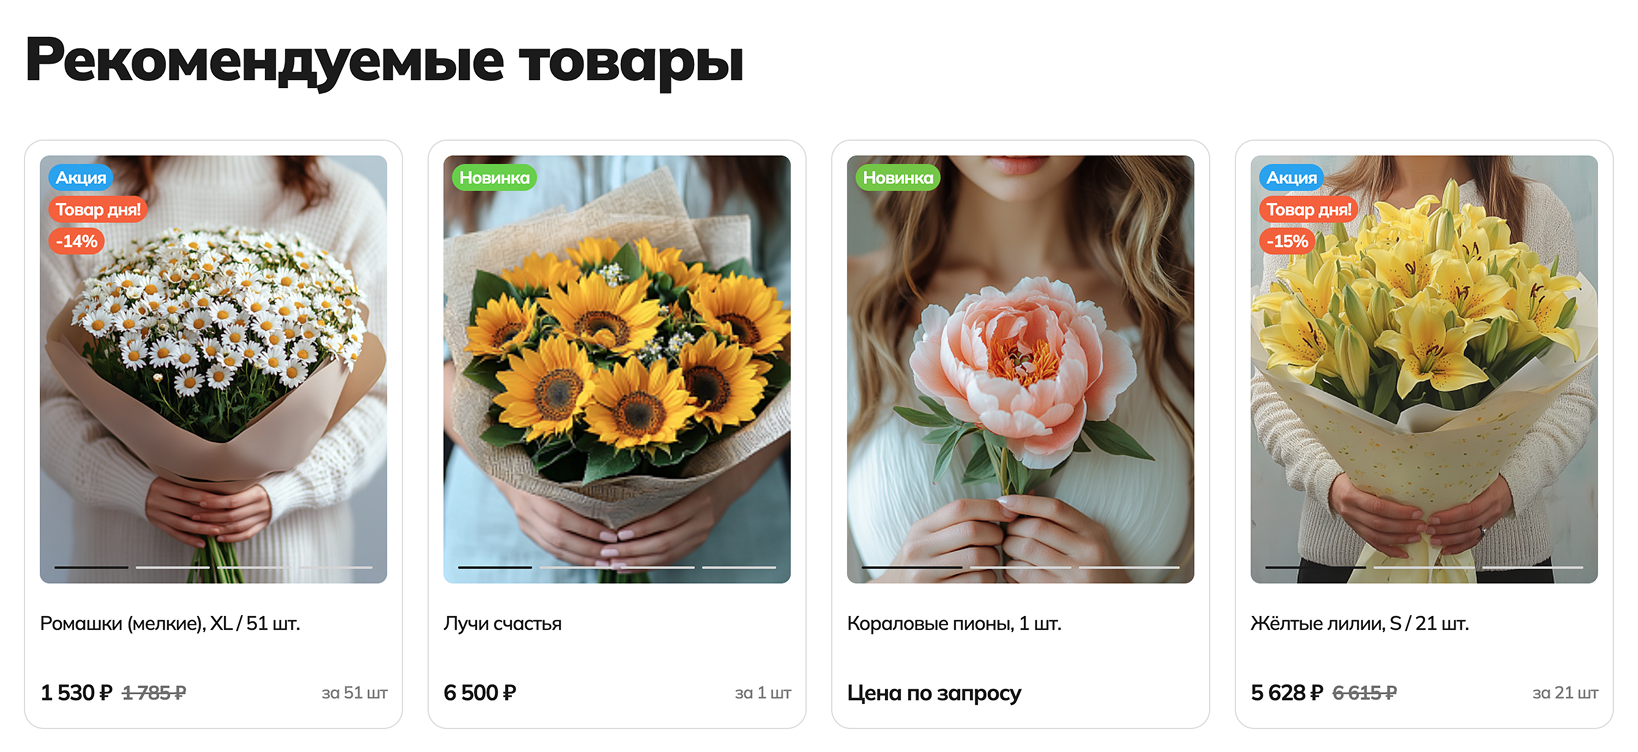 Рекомендуемые товары
Акция
Товар дня!
-14%
Ромашки (мелкие), XL / 51 шт.
1 530 ₽ 1 785 ₽ за 51 шт
Новинка
Лучи счастья
6 500 ₽ за 1 шт
Новинка
Кораловые пионы, 1 шт.
Цена по запросу
Акция
Товар дня!
-15%
Жёлтые лилии, S / 21 шт.
5 628 ₽ 6 615 ₽ за 21 шт